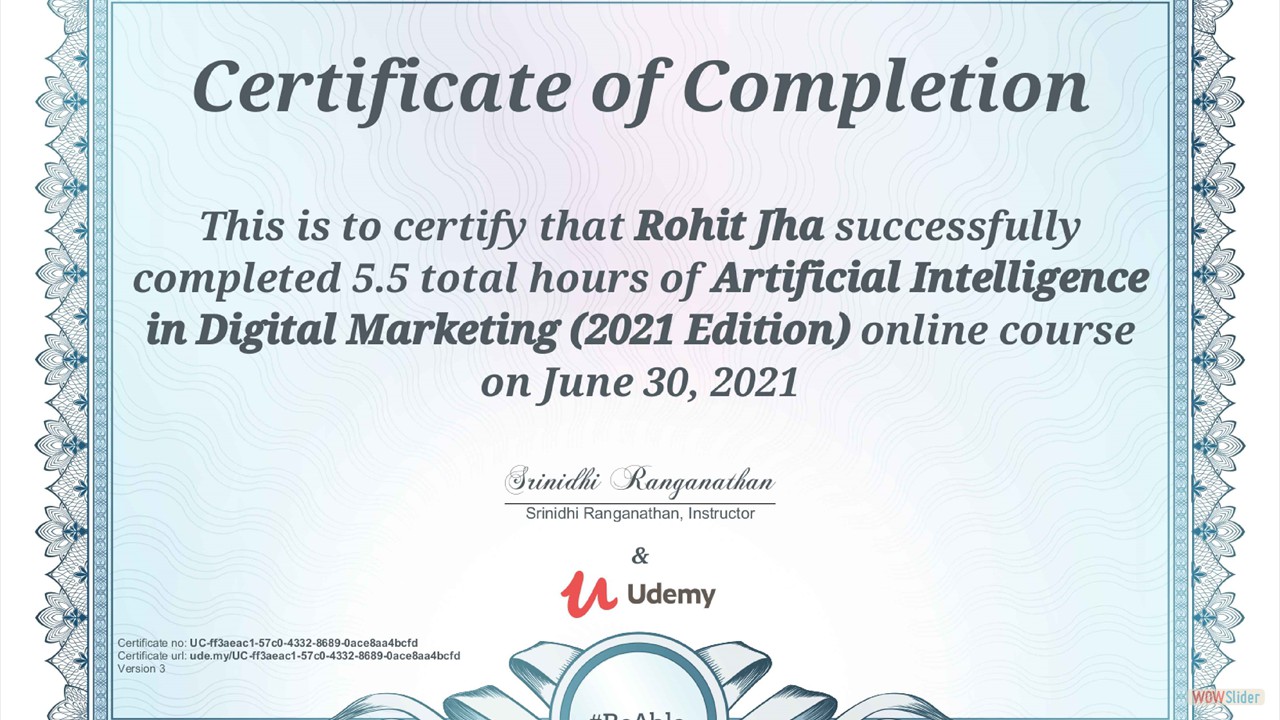 Certificate of Completion
This is to certify that Rohit Jha successfully
completed 5.5 total hours of Artificial Intelligence
in Digital Marketing (2021 Edition) online course
on June 30, 2021
Srinidhi Ranganathan
Srinidhi Ranganathan, Instructor
&
Udemy
Certificate no: UC-ff3aeac1-57c0-4332-8689-0ace8aa4bcfd
Certificate url: ude.my/UC-ff3aeac1-57c0-4332-8689-0ace8aa4bcfd
Version 3
#BeAble
WOWSlider